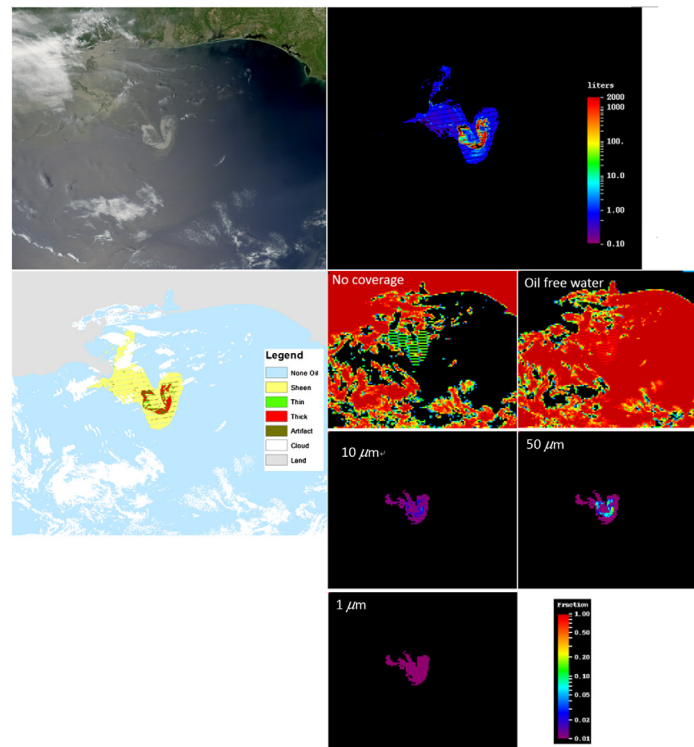 liters
2000
1000
100.
10.0
1.00
0.10
No coverage
Oil free water
Legend
None Oil
Sheen
Thin
Thick
Artifact
Cloud
Land
10 μm↵
50 μm
1 μm
Fraction
1.00
0.50
0.20
0.10
0.05
0.02
0.01